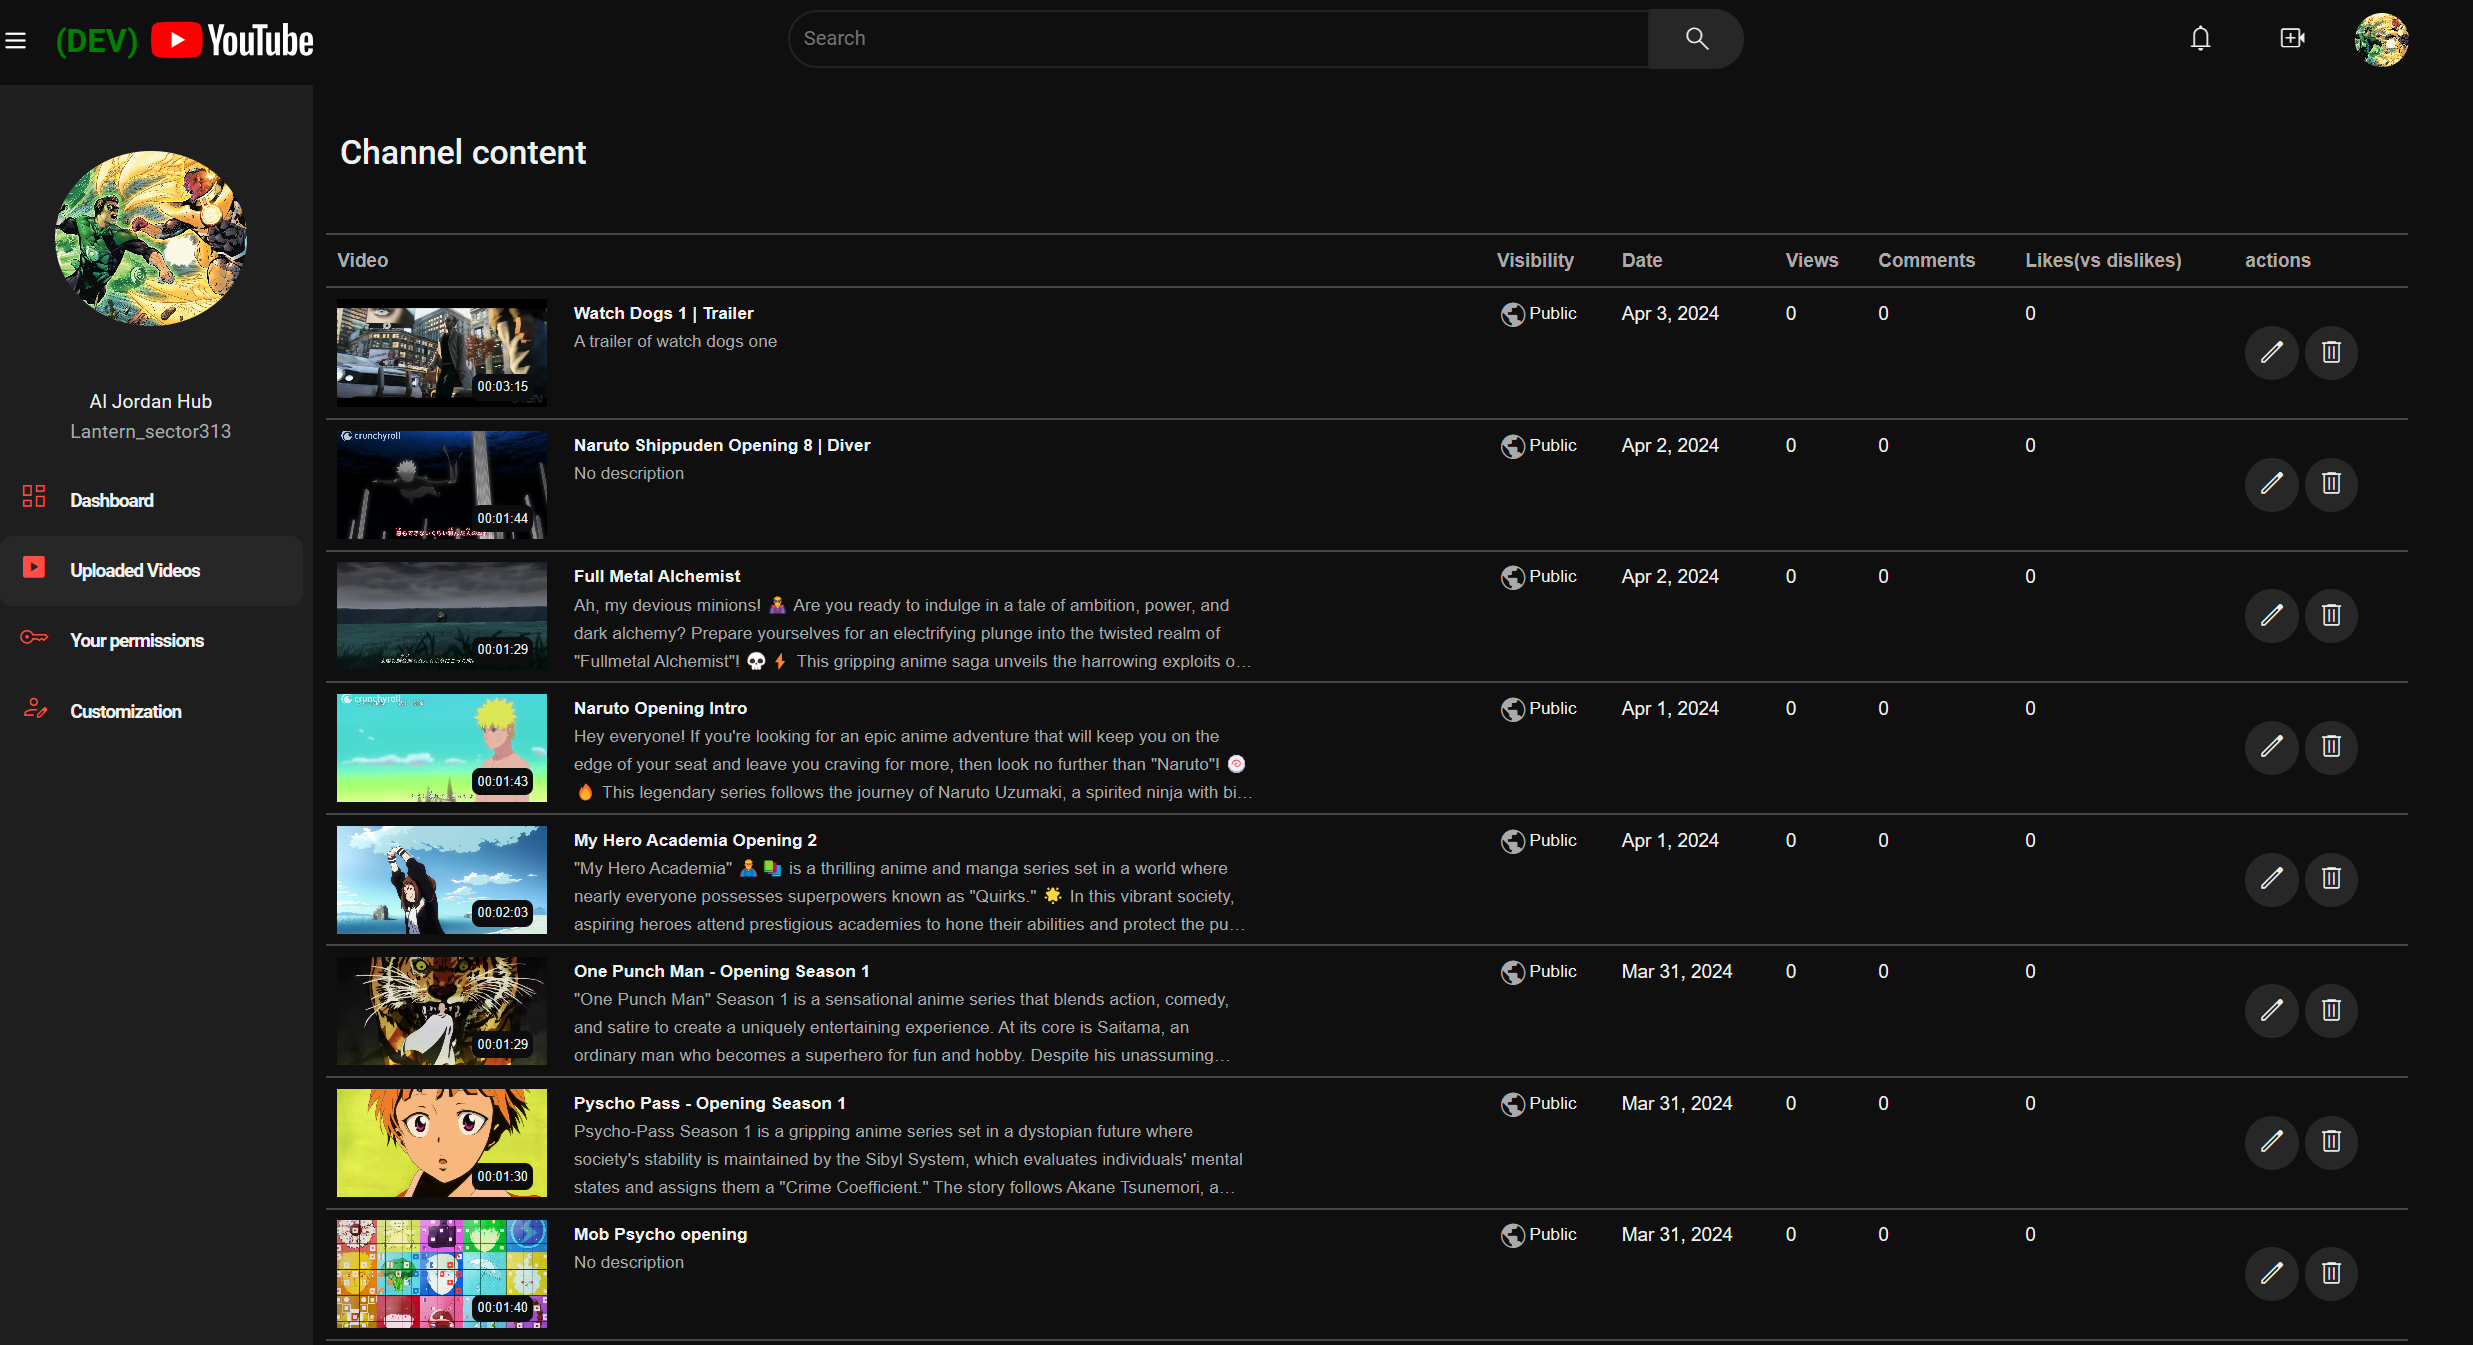 (DEV) YouTube
Search
Channel content
AI Jordan Hub
Lantern_sector313
Dashboard
Uploaded Videos
Your permissions
Customization
Video Visibility Date Views Comments Likes(vs dislikes) actions
00:03:15
Watch Dogs 1 | Trailer
A trailer of watch dogs one
Public Apr 3, 2024 0 0 0
crunchyroll
00:01:44
Naruto Shippuden Opening 8 | Diver
No description
Public Apr 2, 2024 0 0 0
00:01:29
Full Metal Alchemist
Ah, my devious minions! 🦹‍♂️ Are you ready to indulge in a tale of ambition, power, and
dark alchemy? Prepare yourselves for an electrifying plunge into the twisted realm of
"Fullmetal Alchemist"! 💀⚡ This gripping anime saga unveils the harrowing exploits o…
Public Apr 2, 2024 0 0 0
crunchyroll
00:01:43
Naruto Opening Intro
Hey everyone! If you're looking for an epic anime adventure that will keep you on the
edge of your seat and leave you craving for more, then look no further than "Naruto"! 🍥
🔥 This legendary series follows the journey of Naruto Uzumaki, a spirited ninja with bi…
Public Apr 1, 2024 0 0 0
00:02:03
My Hero Academia Opening 2
"My Hero Academia" 🦸‍♂️📚 is a thrilling anime and manga series set in a world where
nearly everyone possesses superpowers known as "Quirks." 🌟 In this vibrant society,
aspiring heroes attend prestigious academies to hone their abilities and protect the pu…
Public Apr 1, 2024 0 0 0
00:01:29
One Punch Man - Opening Season 1
"One Punch Man" Season 1 is a sensational anime series that blends action, comedy,
and satire to create a uniquely entertaining experience. At its core is Saitama, an
ordinary man who becomes a superhero for fun and hobby. Despite his unassuming…
Public Mar 31, 2024 0 0 0
00:01:30
Pyscho Pass - Opening Season 1
Psycho-Pass Season 1 is a gripping anime series set in a dystopian future where
society's stability is maintained by the Sibyl System, which evaluates individuals' mental
states and assigns them a "Crime Coefficient." The story follows Akane Tsunemori, a…
Public Mar 31, 2024 0 0 0
00:01:40
Mob Psycho opening
No description
Public Mar 31, 2024 0 0 0